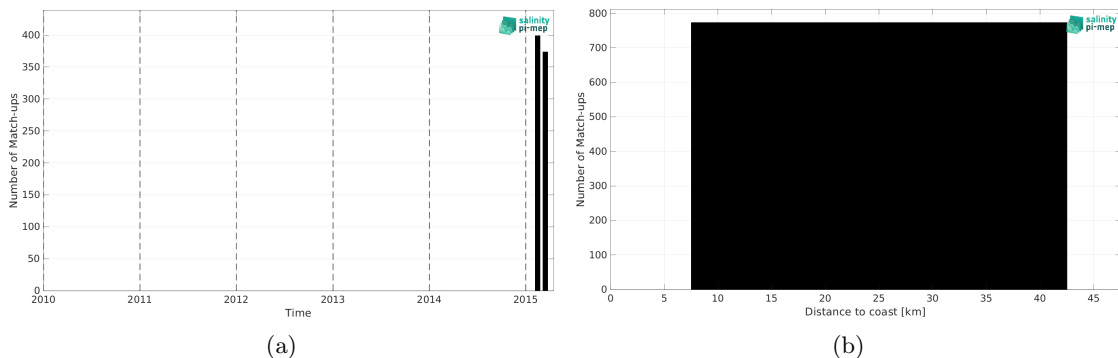 salinity
pi-mep
Number of Match-ups
400
350
300
250
200
150
100
50
0
2010 2011 2012 2013 2014 2015
Time
(a)
salinity
pi-mep
Number of Match-ups
800
700
600
500
400
300
200
100
0
0 5 10 15 20 25 30 35 40 45
Distance to coast [km]
(b)